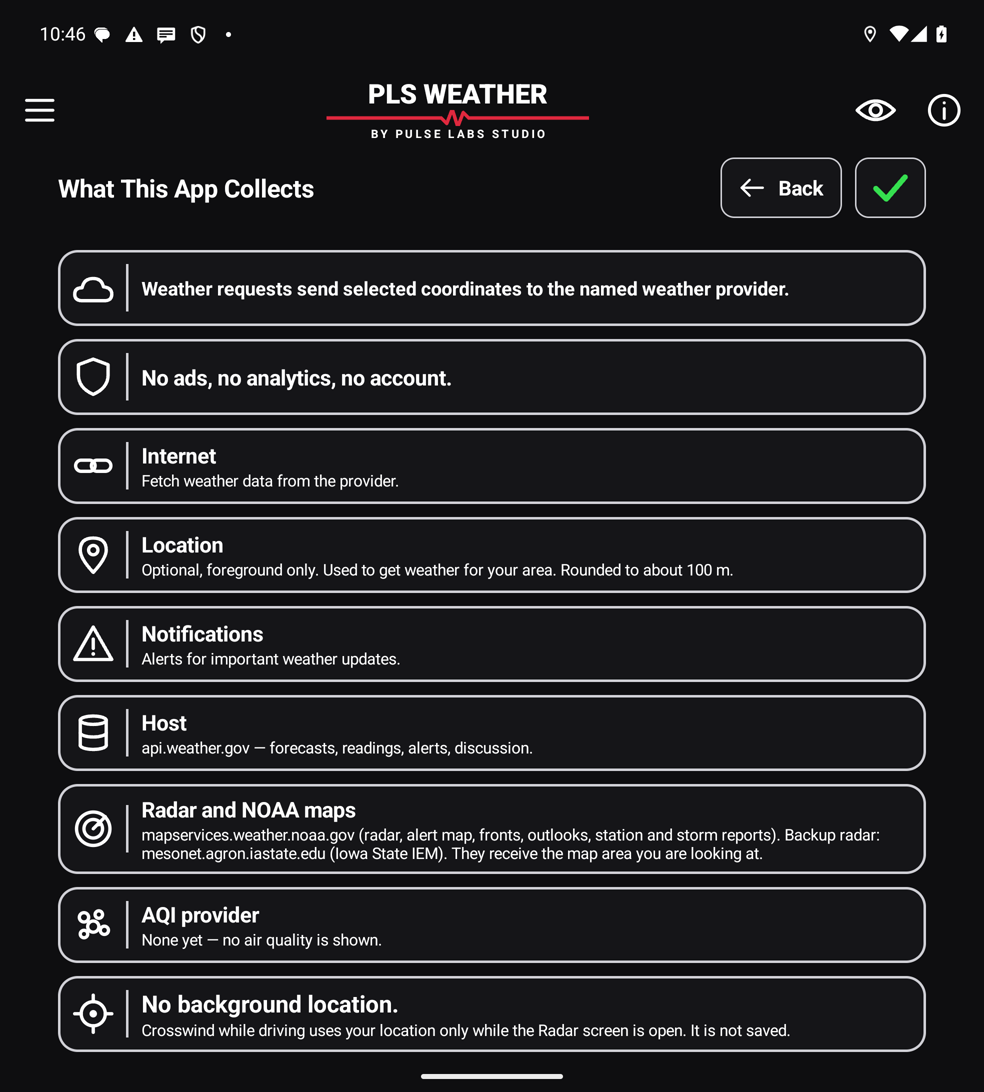 10:46
PLS WEATHER
BY PULSE LABS STUDIO
What This App Collects
Back
Weather requests send selected coordinates to the named weather provider.
No ads, no analytics, no account.
Internet
Fetch weather data from the provider.
Location
Optional, foreground only. Used to get weather for your area. Rounded to about 100 m.
Notifications
Alerts for important weather updates.
Host
api.weather.gov — forecasts, readings, alerts, discussion.
Radar and NOAA maps
mapservices.weather.noaa.gov (radar, alert map, fronts, outlooks, station and storm reports). Backup radar:
mesonet.agron.iastate.edu (Iowa State IEM). They receive the map area you are looking at.
AQI provider
None yet — no air quality is shown.
No background location.
Crosswind while driving uses your location only while the Radar screen is open. It is not saved.